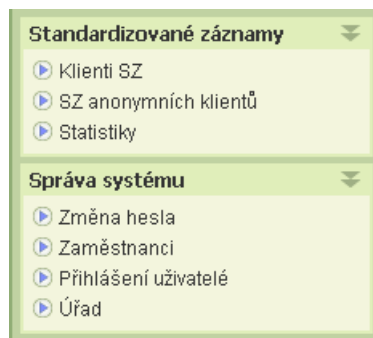 Standardizované záznamy
Klienti SZ
SZ anonymních klientů
Statistiky
Správa systému
Změna hesla
Zaměstnanci
Přihlášení uživatelé
Úřad